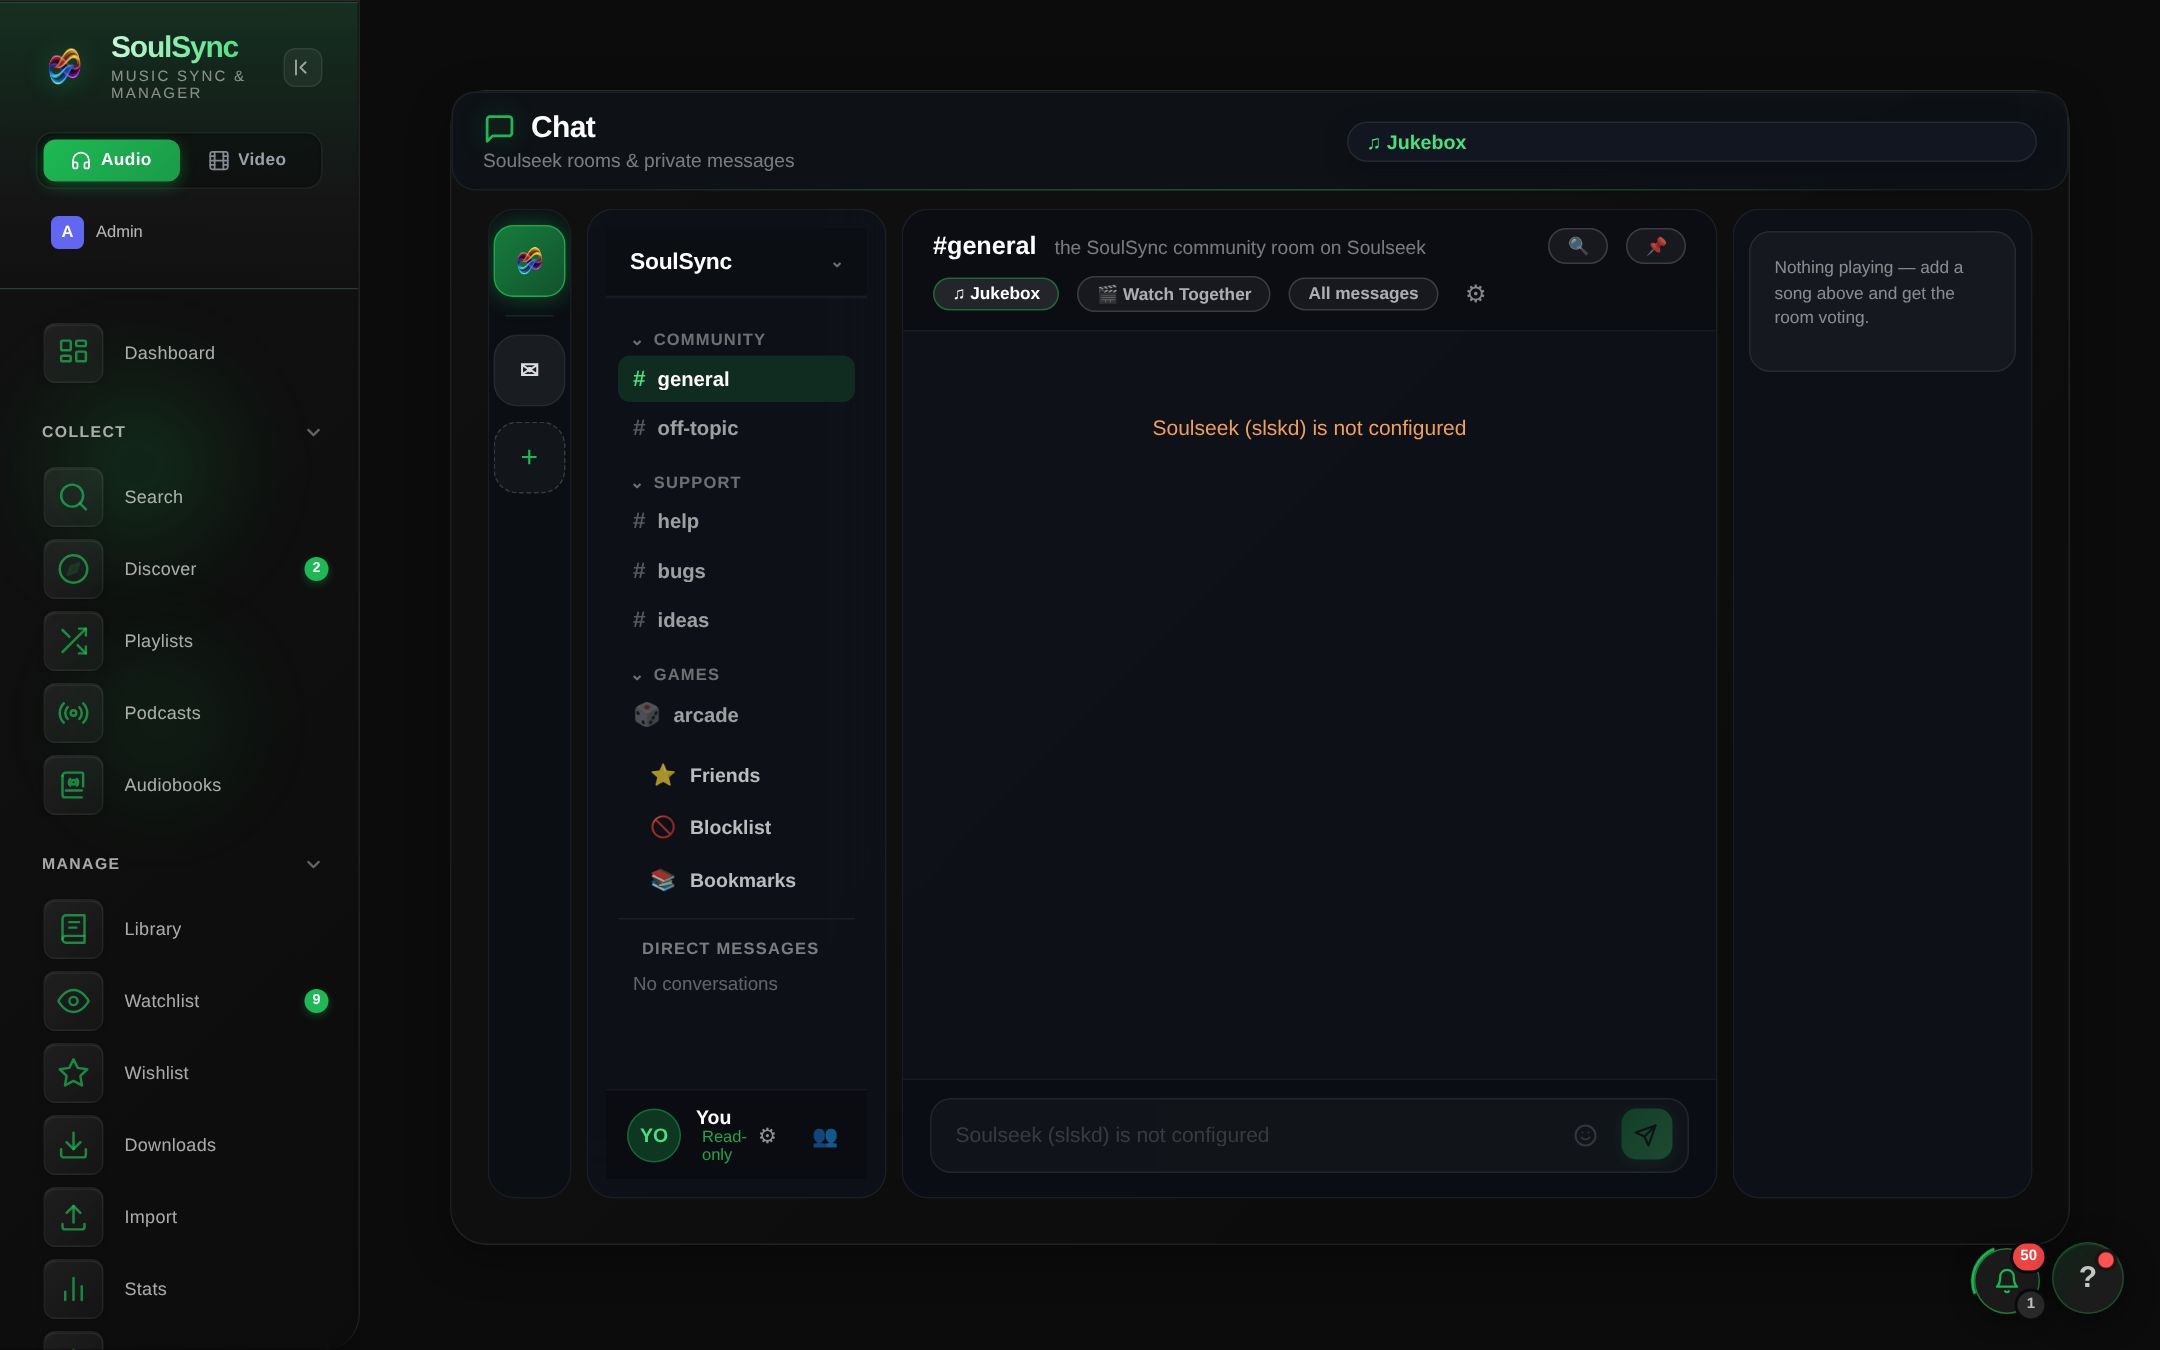 SoulSync
MUSIC SYNC &
MANAGER
Audio
Video
A
Admin
Dashboard
COLLECT
Search
Discover
2
Playlists
Podcasts
Audiobooks
MANAGE
Library
Watchlist
9
Wishlist
Downloads
Import
Stats
Chat
Soulseek rooms & private messages
♫ Jukebox
SoulSync
COMMUNITY
# general
# off-topic
SUPPORT
# help
# bugs
# ideas
GAMES
arcade
Friends
Blocklist
Bookmarks
DIRECT MESSAGES
No conversations
YO
You
Read-
only
#general the SoulSync community room on Soulseek
♫ Jukebox
Watch Together
All messages
Soulseek (slskd) is not configured
Soulseek (slskd) is not configured
Nothing playing — add a
song above and get the
room voting.
50
1
?